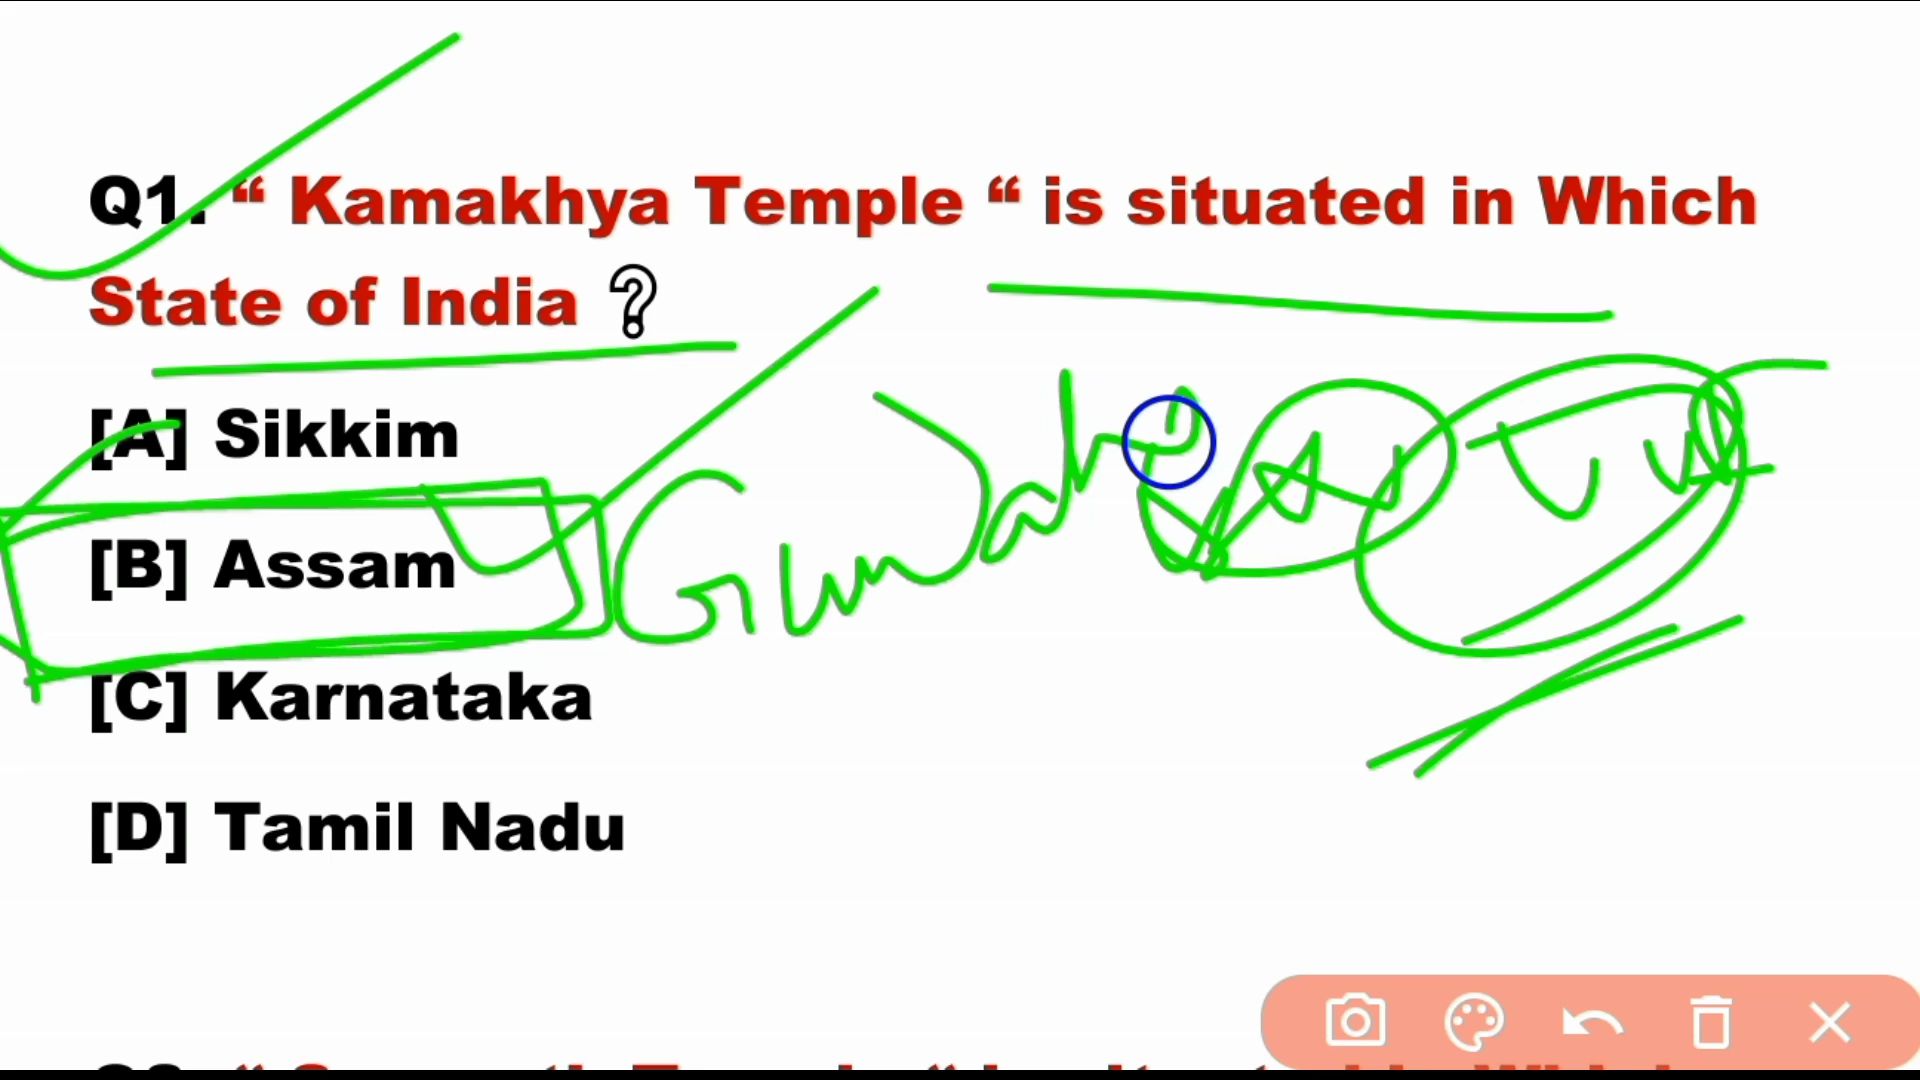 Q1. “ Kamakhya Temple “ is situated in Which
State of India ?
[A] Sikkim
[B] Assam
[C] Karnataka
[D] Tamil Nadu